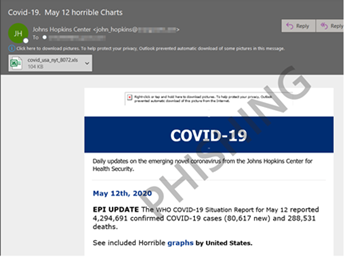 Covid-19. May 12 horrible Charts
Reply
Reply
JH
Johns Hopkins Center <john_hopkins@
To
Click here to download pictures. To help protect your privacy, Outlook prevented automatic download of some pictures in this message.
covid_usa_nyt_8072.xls
104 KB
Right-click or tap and hold here to download pictures. To help protect your privacy, Outlook prevented automatic download of this picture from the Internet.
COVID-19
Daily updates on the emerging novel coronavirus from the Johns Hopkins Center for
Health Security.
May 12th, 2020
EPI UPDATE The WHO COVID-19 Situation Report for May 12 reported
4,294,691 confirmed COVID-19 cases (80,617 new) and 288,531
deaths.
See included Horrible graphs by United States.
PHISHING